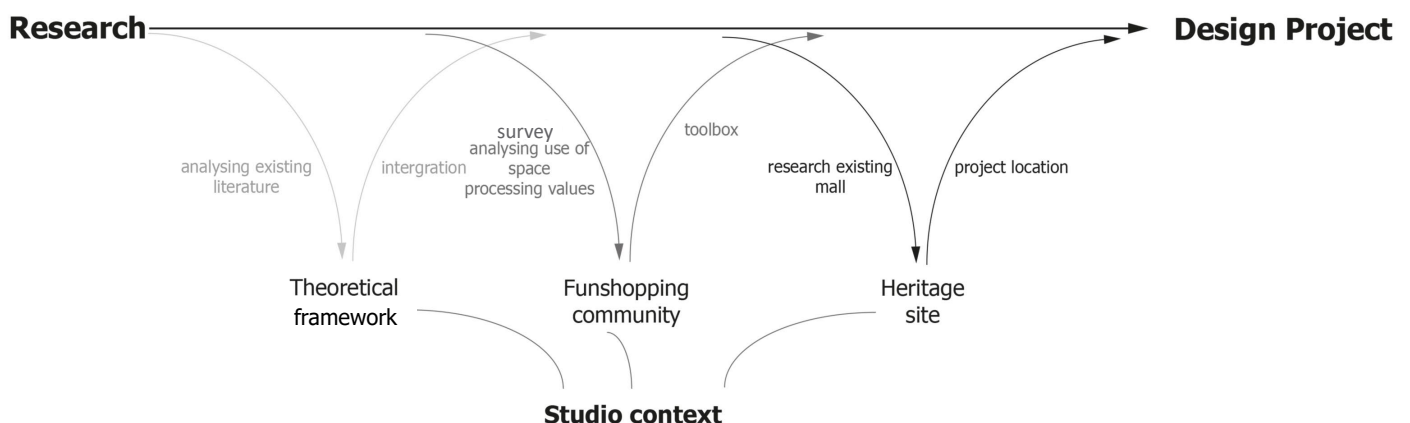 Research
Design Project
analysing existing
literature
intergration
survey
analysing use of
space
processing values
toolbox
research existing
mall
project location
Theoretical
framework
Funshopping
community
Heritage
site
Studio context